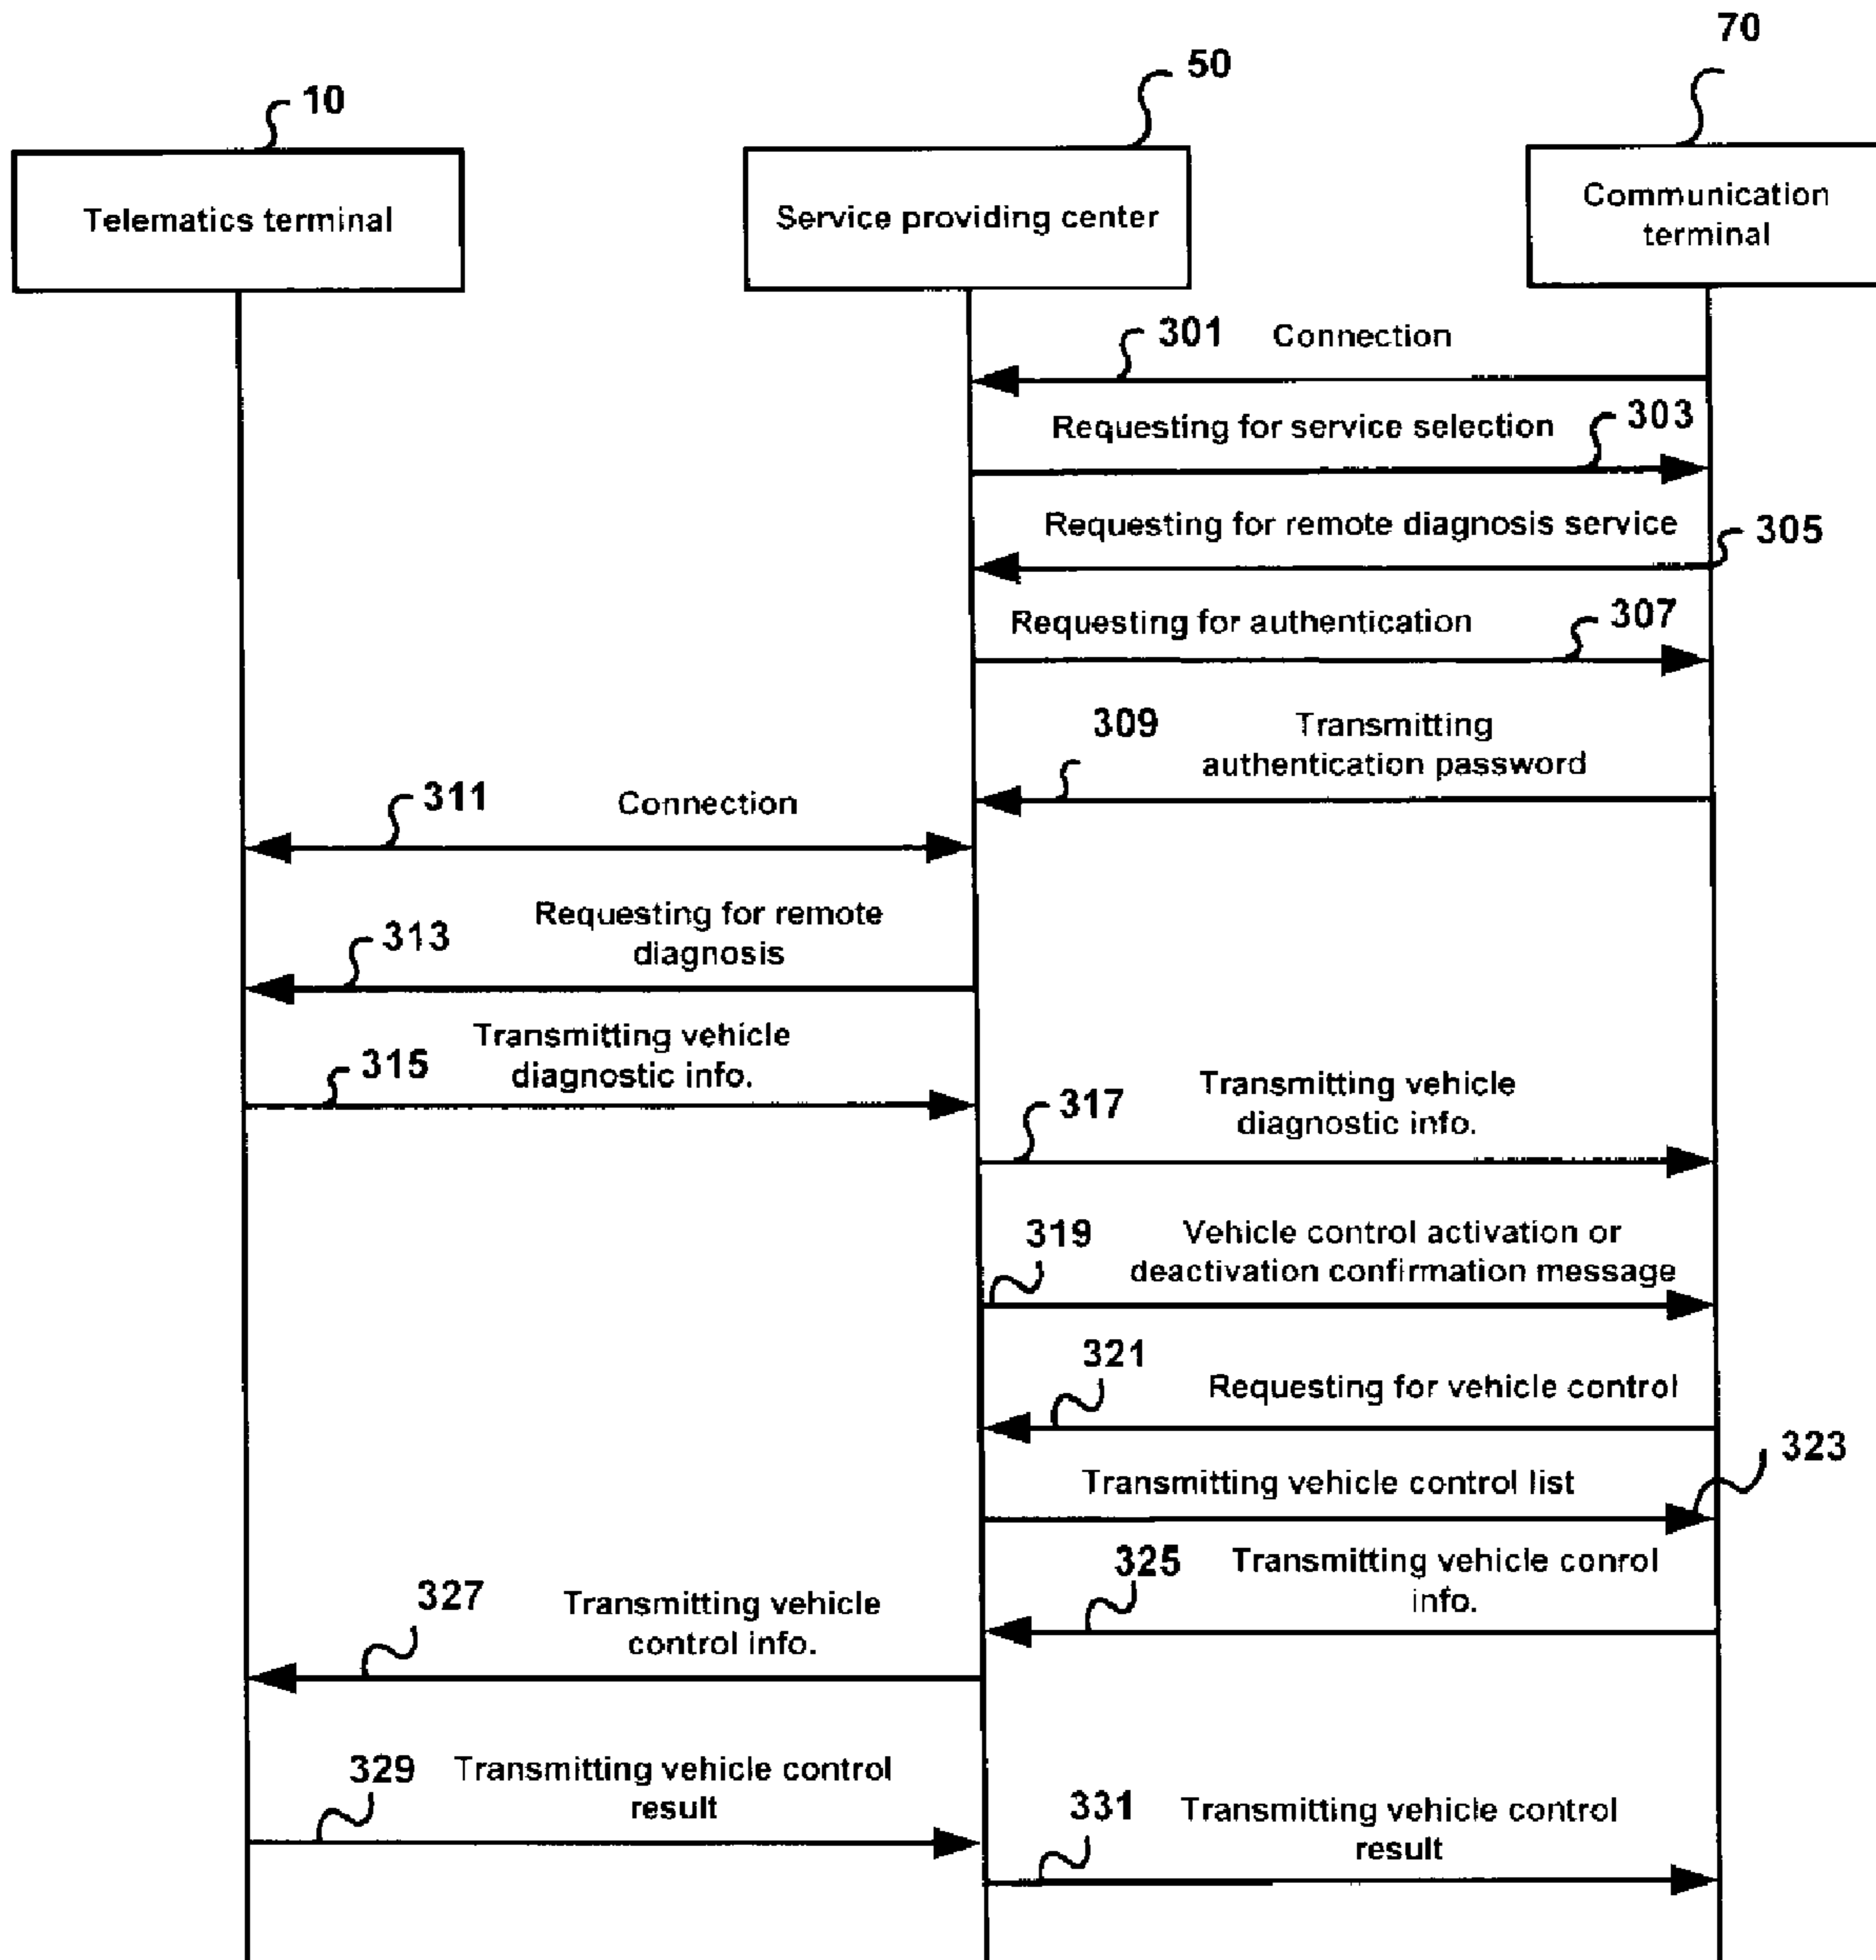 70
50
10
Telematics terminal
Service providing center
Communication
terminal
301 Connection
Requesting for service selection 303
Requesting for remote diagnosis service 305
Requesting for authentication 307
309 Transmitting
authentication password
311 Connection
313 Requesting for remote
diagnosis
315 Transmitting vehicle
diagnostic info.
317 Transmitting vehicle
diagnostic info.
319 Vehicle control activation or
deactivation confirmation message
321
Requesting for vehicle control
323
Transmitting vehicle control list
325 Transmitting vehicle conrol
info.
327 Transmitting vehicle
control info.
329 Transmitting vehicle control
result
331 Transmitting vehicle control
result